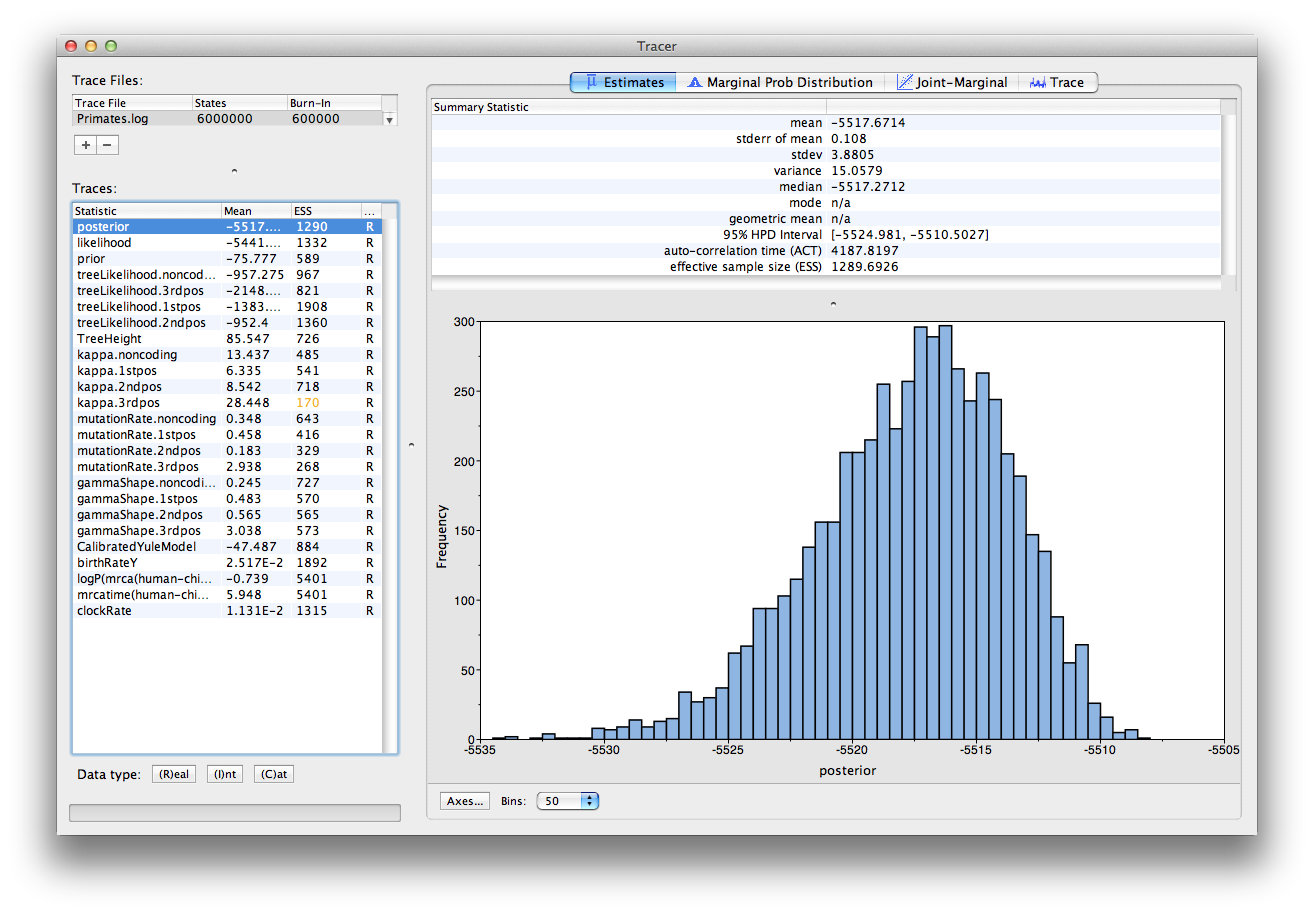 Tracer
Trace Files:
Trace File States Burn-In
Primates.log 6000000 600000
+ −
Traces:
Statistic Mean ESS ...
posterior −5517.... 1290 R
likelihood −5441.... 1332 R
prior −75.777 589 R
treeLikelihood.noncod... −957.275 967 R
treeLikelihood.3rdpos −2148.... 821 R
treeLikelihood.1stpos −1383.... 1908 R
treeLikelihood.2ndpos −952.4 1360 R
TreeHeight 85.547 726 R
kappa.noncoding 13.437 485 R
kappa.1stpos 6.335 541 R
kappa.2ndpos 8.542 718 R
kappa.3rdpos 28.448 170 R
mutationRate.noncoding 0.348 643 R
mutationRate.1stpos 0.458 416 R
mutationRate.2ndpos 0.183 329 R
mutationRate.3rdpos 2.938 268 R
gammaShape.noncodi... 0.245 727 R
gammaShape.1stpos 0.483 570 R
gammaShape.2ndpos 0.565 565 R
gammaShape.3rdpos 3.038 573 R
CalibratedYuleModel −47.487 884 R
birthRateY 2.517E−2 1892 R
logP(mrca(human−chi... −0.739 5401 R
mrcatime(human−chi... 5.948 5401 R
clockRate 1.131E−2 1315 R
Data type: (R)eal (I)nt (C)at
Estimates Marginal Prob Distribution Joint-Marginal Trace
Summary Statistic
mean −5517.6714
stderr of mean 0.108
stdev 3.8805
variance 15.0579
median −5517.2712
mode n/a
geometric mean n/a
95% HPD Interval [−5524.981, −5510.5027]
auto-correlation time (ACT) 4187.8197
effective sample size (ESS) 1289.6926
300
250
200
150
100
50
0
Frequency
-5535 -5530 -5525 -5520 -5515 -5510 -5505
posterior
Axes... Bins: 50